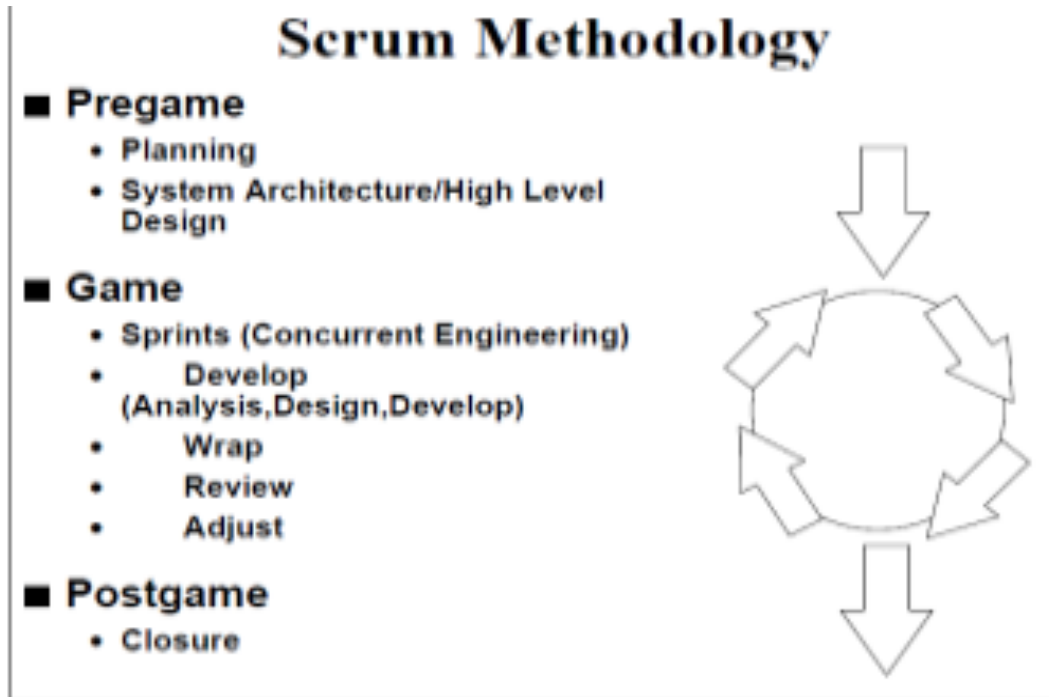 Scrum Methodology
■ Pregame
• Planning
• System Architecture/High Level
Design
■ Game
• Sprints (Concurrent Engineering)
• Develop
(Analysis,Design,Develop)
• Wrap
• Review
• Adjust
■ Postgame
• Closure